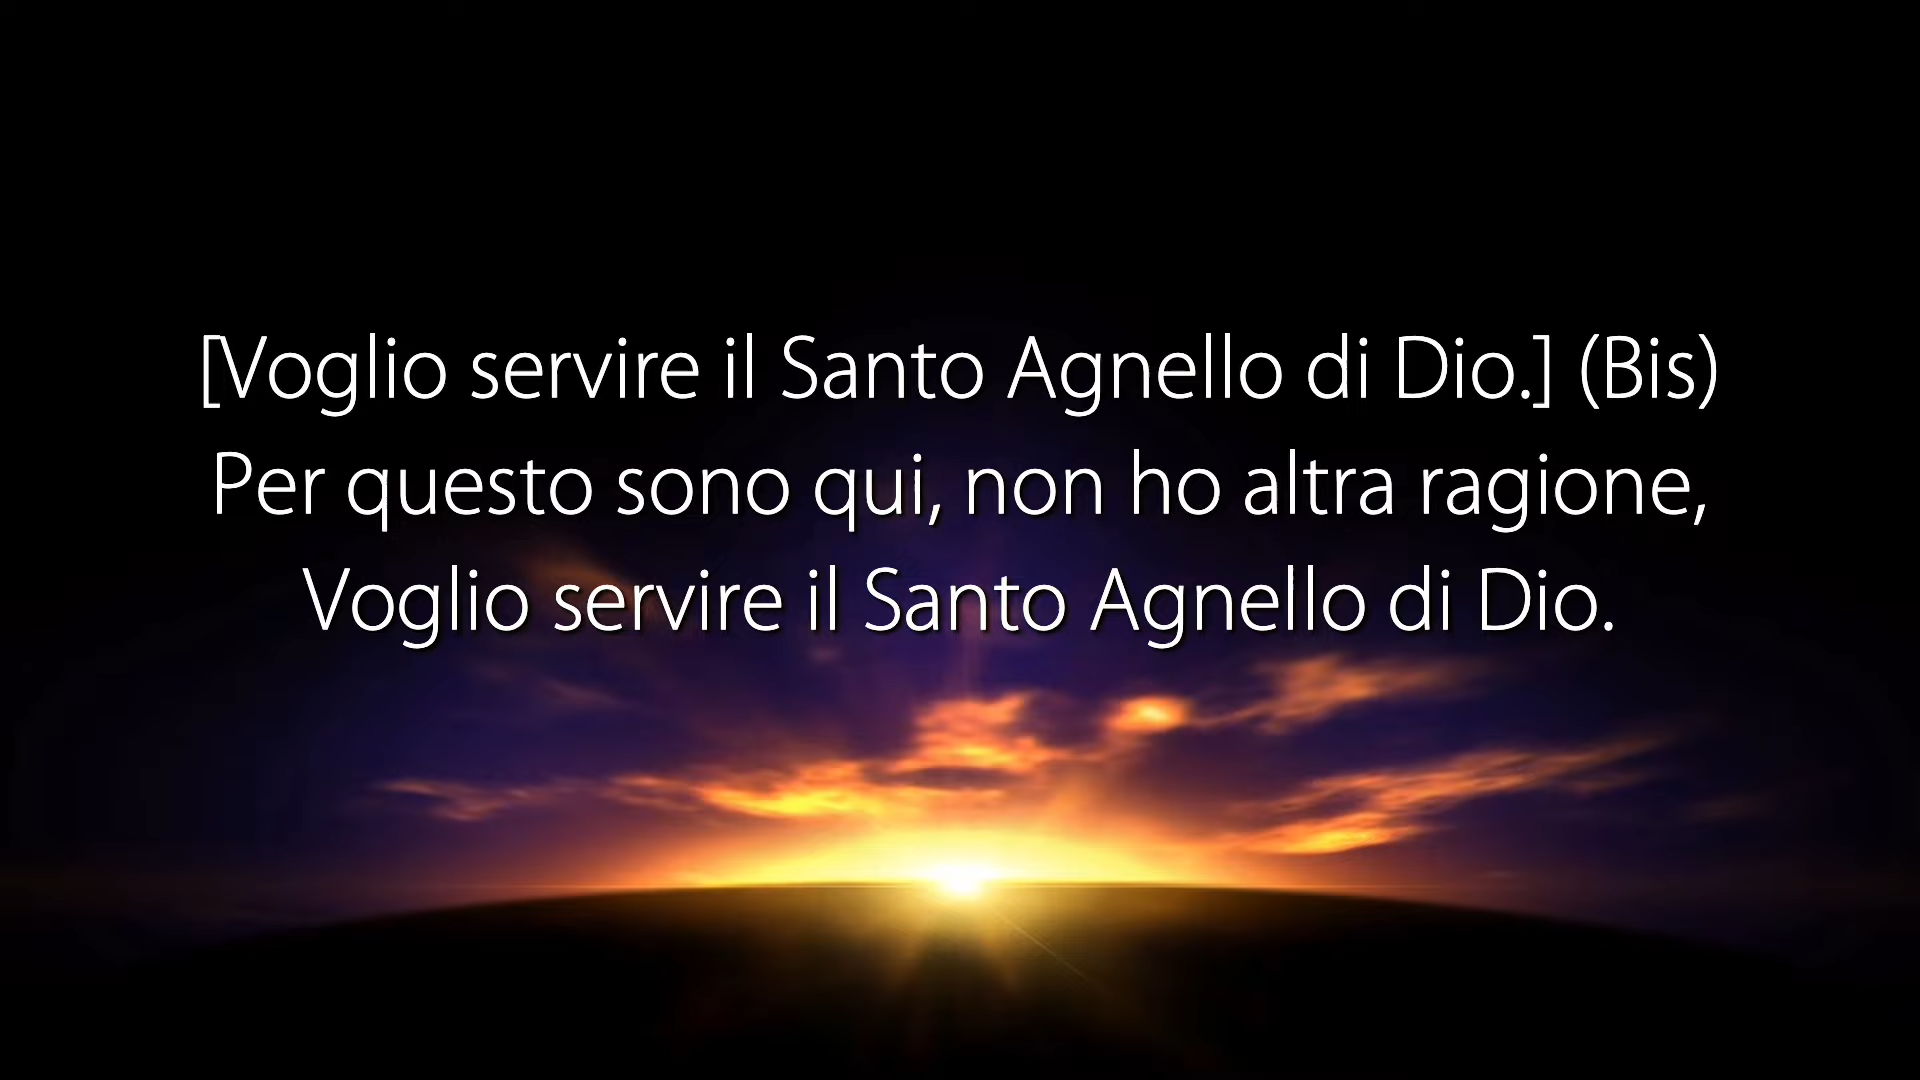 [Voglio servire il Santo Agnello di Dio.] (Bis)
Per questo sono qui, non ho altra ragione,
Voglio servire il Santo Agnello di Dio.